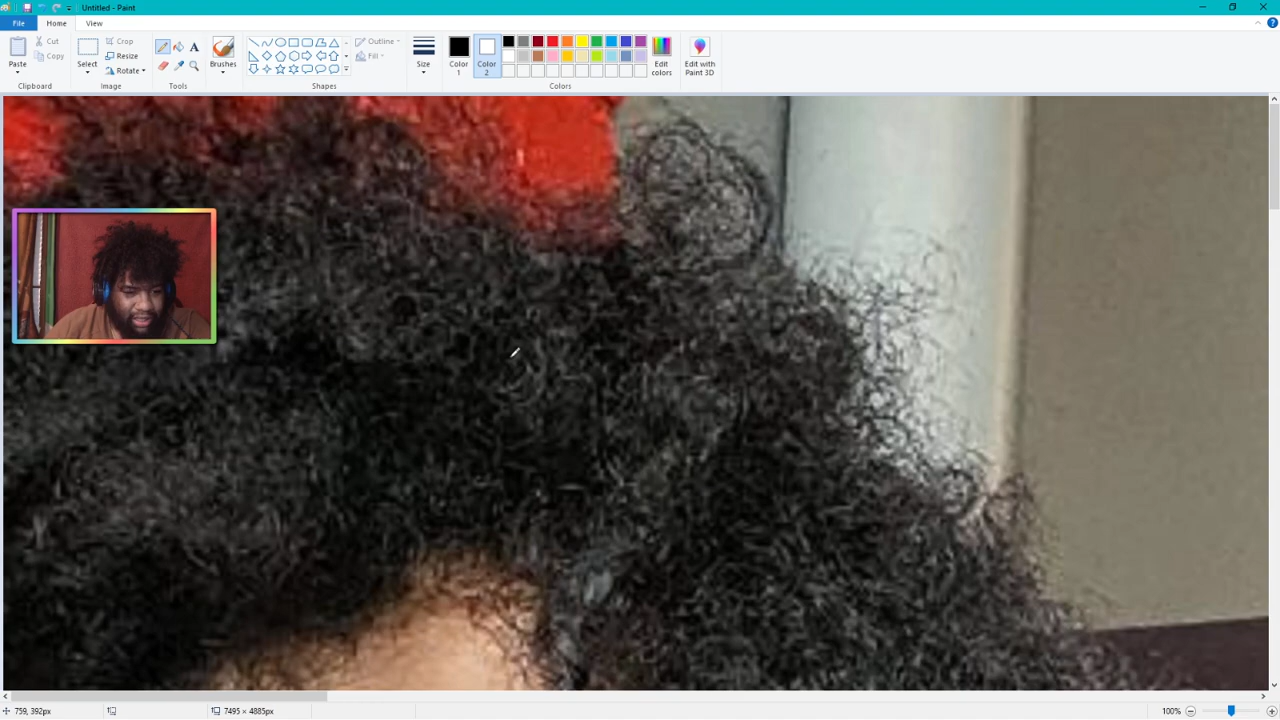 Untitled - Paint
File Home View
Paste
Cut
Copy
Clipboard
Select
Crop
Resize
Rotate
Image
A
Tools
Brushes
Outline
Fill
Shapes
Size
Color 1
Color 2
Edit colors
Colors
Edit with Paint 3D
759, 392px
7495 × 4885px
100%